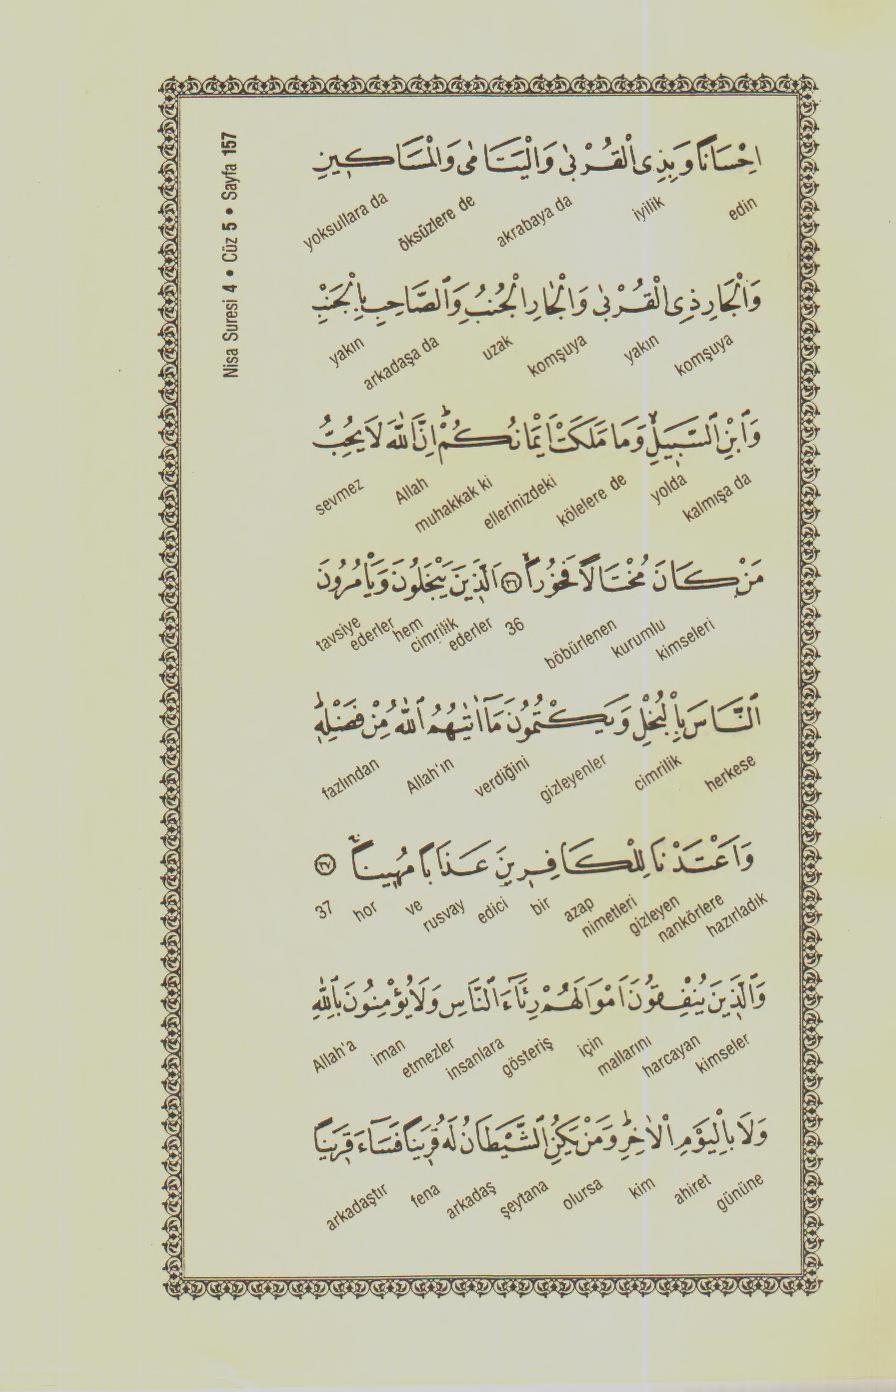 Nisa Suresi 4 • Cüz 5 • Sayfa 157
اِحْسَانًا وَبِذِى الْقُرْبٰى وَالْيَتَامٰى وَالْمَسَاكٖينِ
edin iyilik akrabaya da öksüzlere de yoksullara da
وَالْجَارِ ذِى الْقُرْبٰى وَالْجَارِ الْجُنُبِ وَالصَّاحِبِ بِالْجَنْبِ
komşuya yakın komşuya uzak arkadaşa da yakın
وَابْنِ السَّبٖيلِۙ وَمَا مَلَكَتْ اَيْمَانُكُمْؕ اِنَّ اللّٰهَ لَا يُحِبُّ
kalmışa da yolda kölelere de ellerinizdeki muhakkak ki Allah sevmez
مَنْ كَانَ مُخْتَالًا فَخُورًاۙ ﴿٣٦﴾ اَلَّذٖينَ يَبْخَلُونَ وَيَأْمُرُونَ
kimseleri kurumlu böbürlenen 36 ederler cimrilik hem ederler tavsiye
النَّاسَ بِالْبُخْلِ وَيَكْتُمُونَ مَٓا اٰتٰيهُمُ اللّٰهُ مِنْ فَضْلِهٖؕ
herkese cimrilik gizleyenler verdiğini Allah'ın fazlından
وَاَعْتَدْنَا لِلْكَافِرٖينَ عَذَابًا مُهٖينًاۚ ﴿٣٧﴾
hazırladık nankörlere gizleyen nimetleri azap bir edici rusvay ve hor 37
وَالَّذٖينَ يُنْفِقُونَ اَمْوَالَهُمْ رِئَٓاءَ النَّاسِ وَلَا يُؤْمِنُونَ بِاللّٰهِ
kimseler harcayan mallarını için gösteriş insanlara etmezler iman Allah'a
وَلَا بِالْيَوْمِ الْاٰخِرِؕ وَمَنْ يَكُنِ الشَّيْطَانُ لَهُ قَرٖينًا فَسَٓاءَ قَرٖينًا
gününe ahiret kim olursa şeytana arkadaş fena arkadaştır